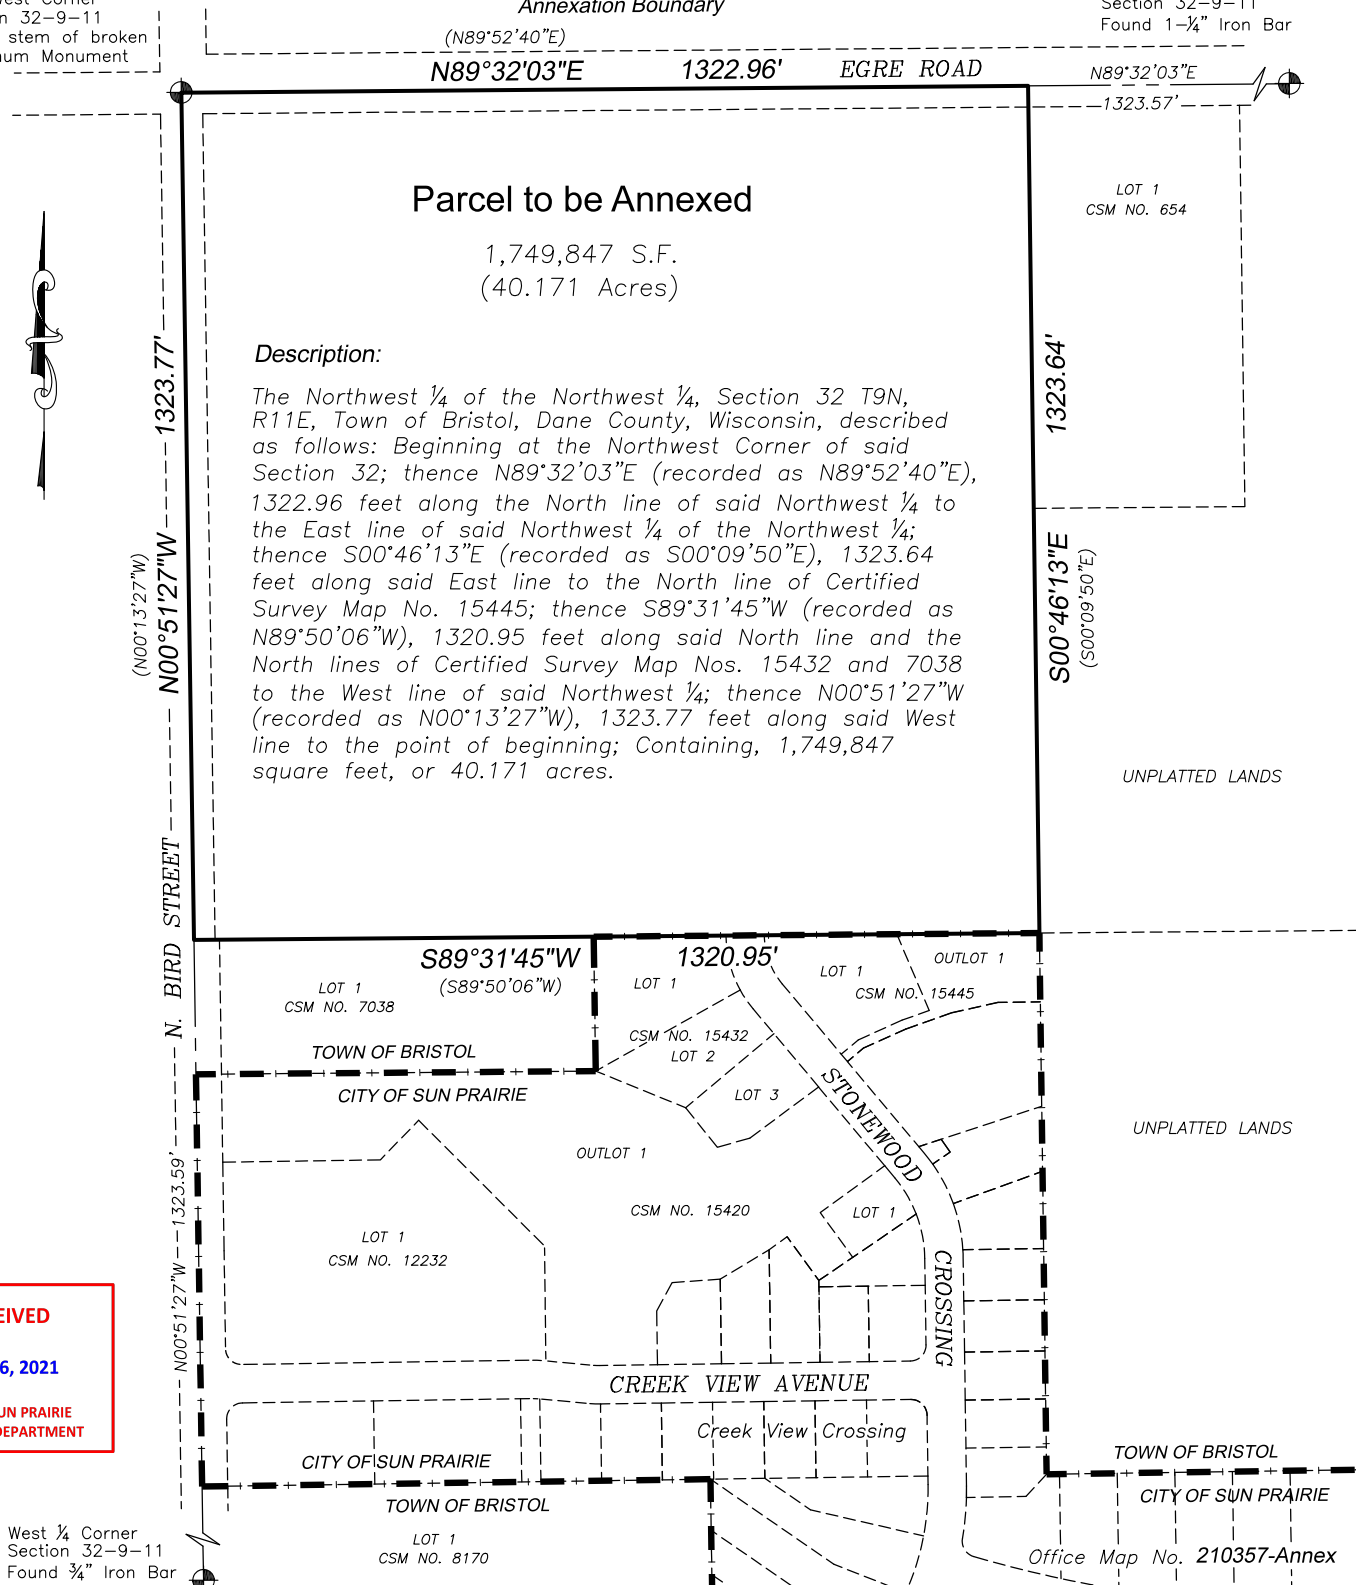 Annexation Boundary
Corner
32-9-11
stem of broken
Monument
Section 32-9-11
Found 1-¼" Iron Bar
(N89°52'40"E)
N89°32'03"E 1322.96' EGRE ROAD
N89°32'03"E
1323.57'
Parcel to be Annexed
1,749,847 S.F.
(40.171 Acres)
LOT 1
CSM NO. 654
Description:
The Northwest ¼ of the Northwest ¼, Section 32 T9N,
R11E, Town of Bristol, Dane County, Wisconsin, described
as follows: Beginning at the Northwest Corner of said
Section 32; thence N89°32'03"E (recorded as N89°52'40"E),
1322.96 feet along the North line of said Northwest ¼ to
the East line of said Northwest ¼ of the Northwest ¼;
thence S00°46'13"E (recorded as S00°09'50"E), 1323.64
feet along said East line to the North line of Certified
Survey Map No. 15445; thence S89°31'45"W (recorded as
N89°50'06"W), 1320.95 feet along said North line and the
North lines of Certified Survey Map Nos. 15432 and 7038
to the West line of said Northwest ¼; thence N00°51'27"W
(recorded as N00°13'27"W), 1323.77 feet along said West
line to the point of beginning; Containing, 1,749,847
square feet, or 40.171 acres.
N00°51'27"W 1323.77'
(N00°13'27"W)
1323.64'
S00°46'13"E
(S00°09'50"E)
UNPLATTED LANDS
N. BIRD STREET
S89°31'45"W 1320.95'
(S89°50'06"W)
LOT 1
CSM NO. 7038
LOT 1
CSM NO. 15432
LOT 2
LOT 3
LOT 1
OUTLOT 1
CSM NO. 15445
TOWN OF BRISTOL
CITY OF SUN PRAIRIE
STONEWOOD
CROSSING
UNPLATTED LANDS
OUTLOT 1
CSM NO. 15420
LOT 1
LOT 1
CSM NO. 12232
N00°51'27"W 1323.59'
EIVED
6, 2021
UN PRAIRIE
DEPARTMENT
CREEK VIEW AVENUE
Creek View Crossing
CITY OF SUN PRAIRIE
TOWN OF BRISTOL
LOT 1
CSM NO. 8170
TOWN OF BRISTOL
CITY OF SUN PRAIRIE
West ¼ Corner
Section 32-9-11
Found ¾" Iron Bar
Office Map No. 210357-Annex